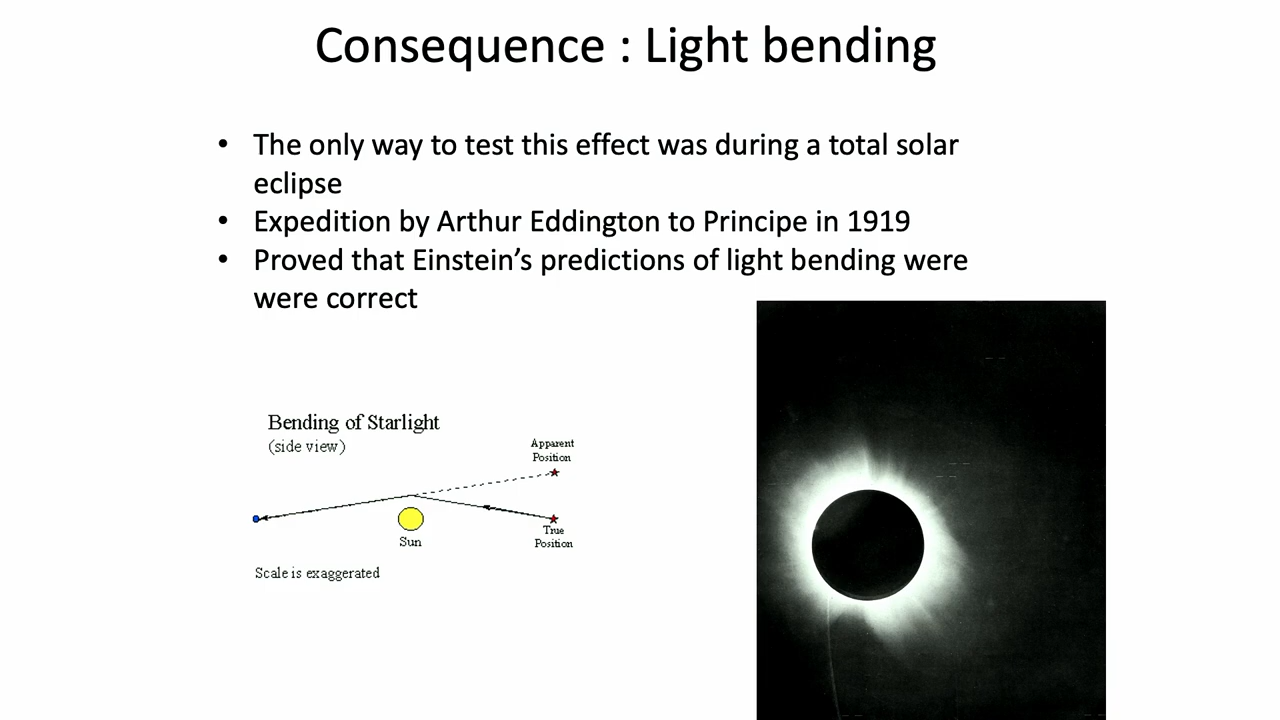 Consequence : Light bending
• The only way to test this effect was during a total solar
eclipse
• Expedition by Arthur Eddington to Principe in 1919
• Proved that Einstein’s predictions of light bending were
were correct
Bending of Starlight
(side view)
Apparent
Position
Sun
True
Position
Scale is exaggerated